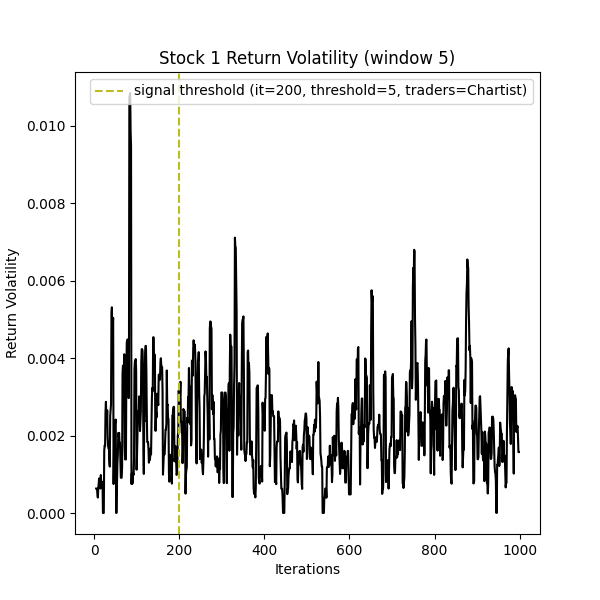 Stock 1 Return Volatility (window 5)
signal threshold (it=200, threshold=5, traders=Chartist)
0.010
0.008
0.006
0.004
0.002
0.000
Return Volatility
0 200 400 600 800 1000
Iterations